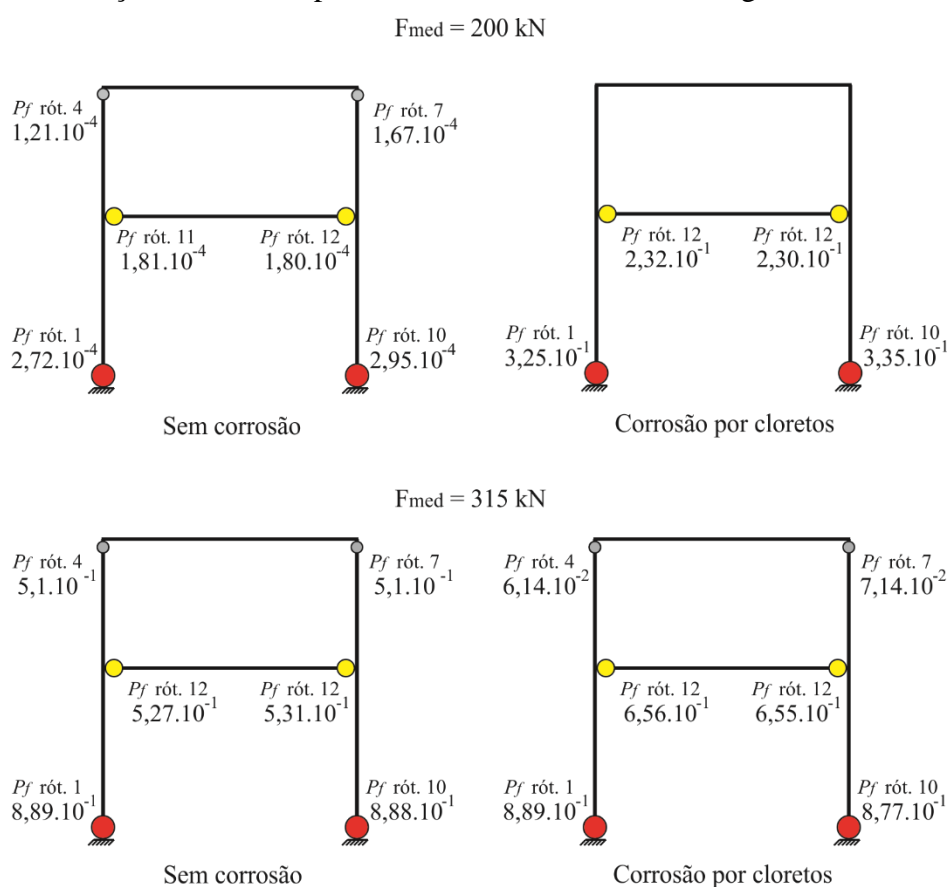 Fmed = 200 kN
Pf rót. 4
1,21.10-4
Pf rót. 7
1,67.10-4
Pf rót. 11
1,81.10-4
Pf rót. 12
1,80.10-4
Pf rót. 1
2,72.10-4
Pf rót. 10
2,95.10-4
Sem corrosão
Pf rót. 12
2,32.10-1
Pf rót. 12
2,30.10-1
Pf rót. 1
3,25.10-1
Pf rót. 10
3,35.10-1
Corrosão por cloretos
Fmed = 315 kN
Pf rót. 4
5,1.10-1
Pf rót. 7
5,1.10-1
Pf rót. 12
5,27.10-1
Pf rót. 12
5,31.10-1
Pf rót. 1
8,89.10-1
Pf rót. 10
8,88.10-1
Sem corrosão
Pf rót. 4
6,14.10-2
Pf rót. 7
7,14.10-2
Pf rót. 12
6,56.10-1
Pf rót. 12
6,55.10-1
Pf rót. 1
8,89.10-1
Pf rót. 10
8,77.10-1
Corrosão por cloretos